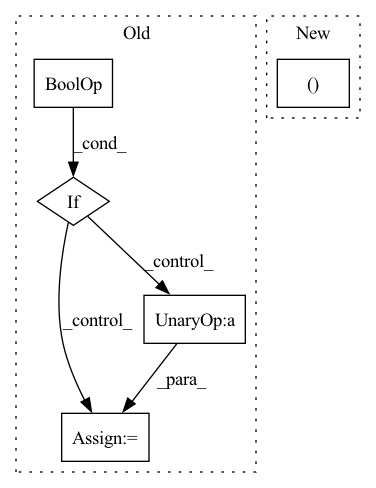 Old
New
BoolOp
()
_cond_
If
_control_
_control_
UnaryOp:a
_para_
Assign:=